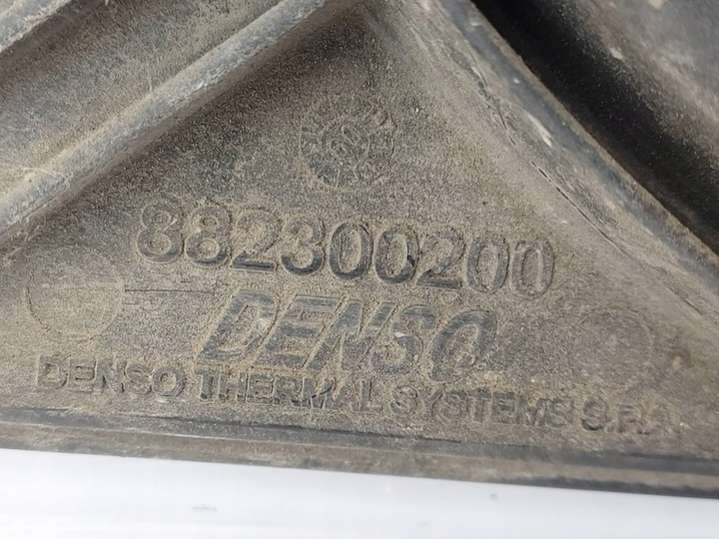 882300200
DENSO
DENSO THERMAL SYSTEMS S.P.A.